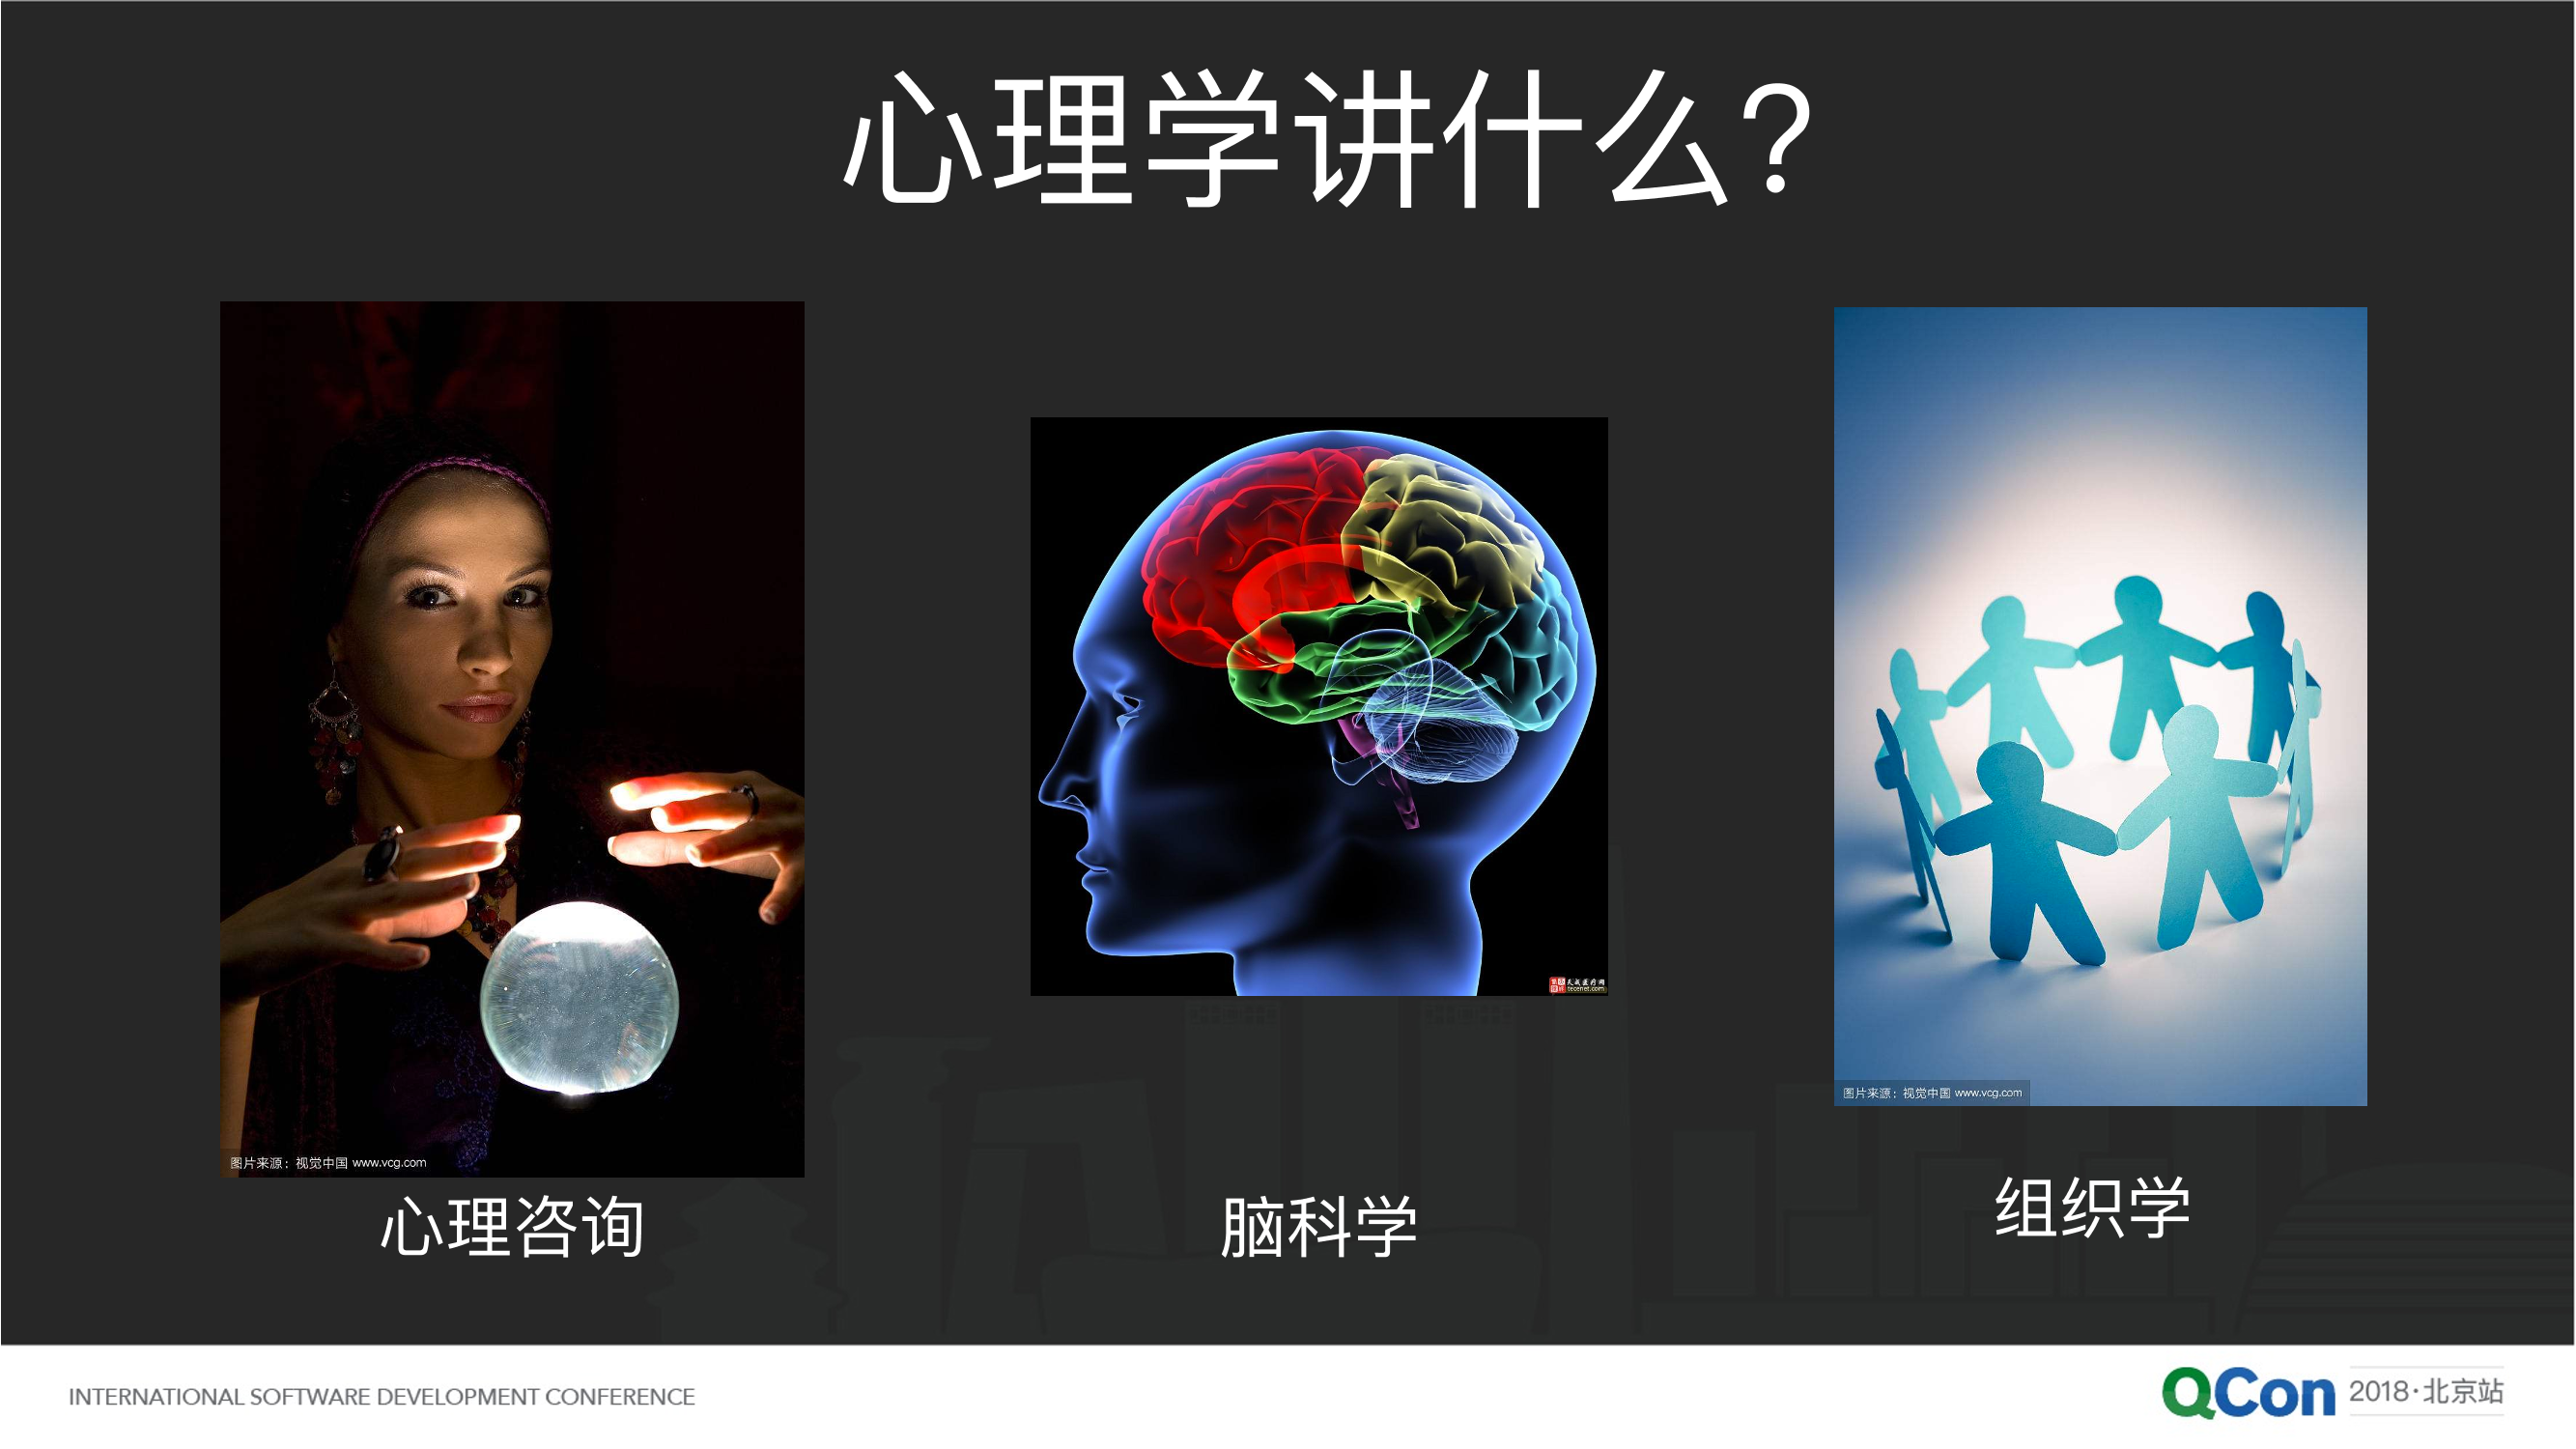 心理学讲什么?
图片来源：视觉中国 www.vcg.com
tecenet.com
图片来源：视觉中国 www.vcg.com
心理咨询
脑科学
组织学
INTERNATIONAL SOFTWARE DEVELOPMENT CONFERENCE
QCon 2018·北京站